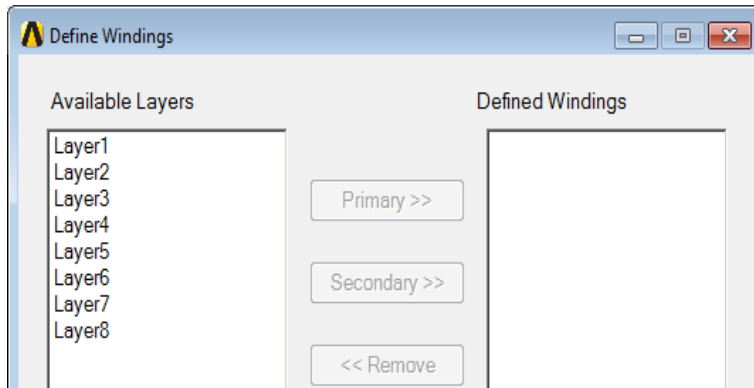 Define Windings
Available Layers
Defined Windings
Layer1
Layer2
Layer3
Layer4
Layer5
Layer6
Layer7
Layer8
Primary >>
Secondary >>
<< Remove